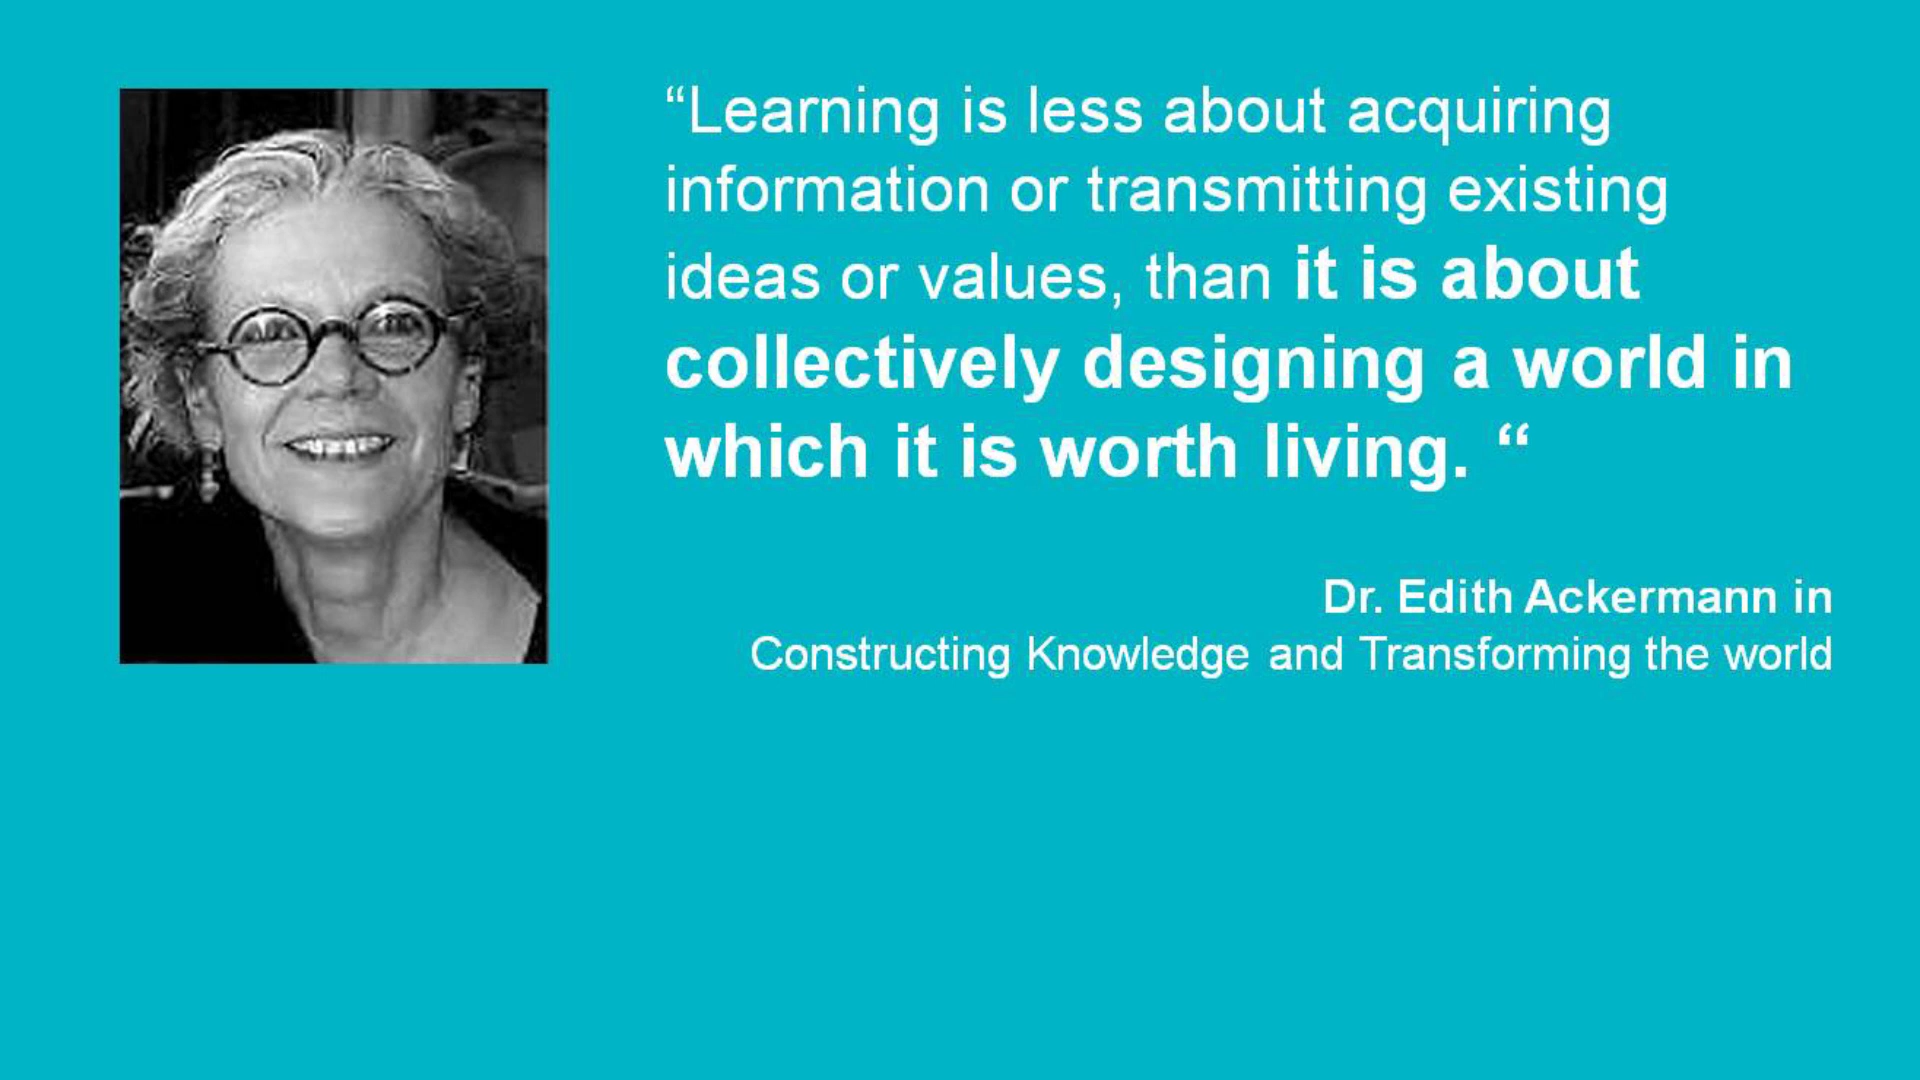 “Learning is less about acquiring
information or transmitting existing
ideas or values, than it is about
collectively designing a world in
which it is worth living. “
Dr. Edith Ackermann in
Constructing Knowledge and Transforming the world